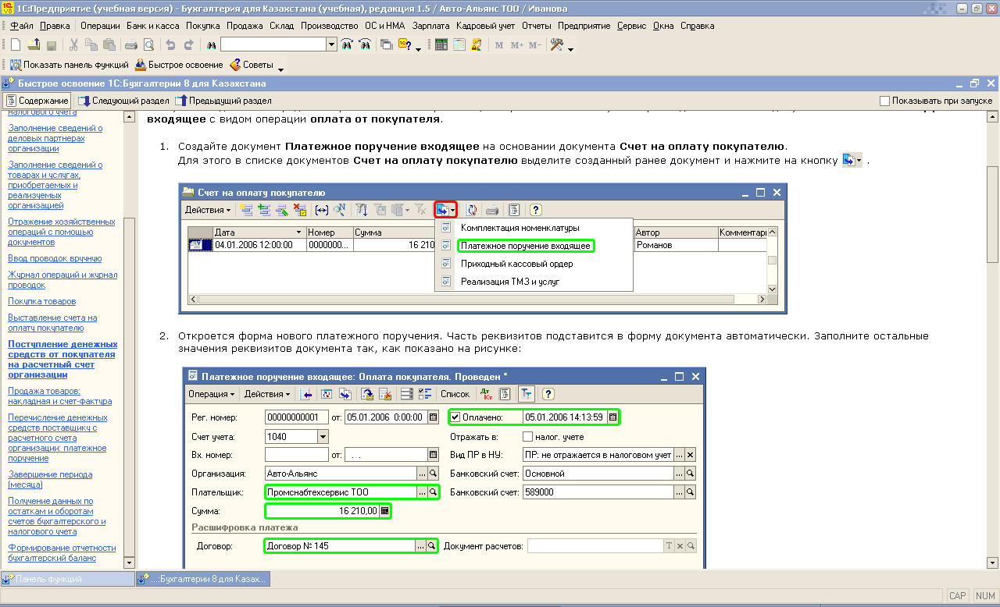 1С:Предприятие (учебная версия) - Бухгалтерия для Казахстана (учебная), редакция 1.5 / Авто-Альянс ТОО / Иванова
Файл Правка Операции Банк и касса Покупка Продажа Склад Производство ОС и НМА Зарплата Кадровый учет Отчеты Предприятие Сервис Окна Справка
M M+ M-
Показать панель функций Быстрое освоение Советы
Быстрое освоение 1С:Бухгалтерии 8 для Казахстана
Содержание Следующий раздел Предыдущий раздел Показывать при запуске
налогового учета
Заполнение сведений о
деловых партнерах
организации
Заполнение сведений о
товарах и услугах,
приобретаемых и
реализуемых
организацией
Отражение хозяйственных
операций с помощью
документов
Ввод проводок вручную
Журнал операций и журнал
проводок
Покупка товаров
Выставление счета на
оплату покупателю
Поступление денежных
средств от покупателя
на расчетный счет
организации
Продажа товаров:
накладная и счет-фактура
Перечисление денежных
средств поставщику с
расчетного счета
организации: платежное
поручение
Завершение периода
(месяца)
Получение данных по
остаткам и оборотам
счетов бухгалтерского и
налогового учета
Формирование отчетности
бухгалтерский баланс
входящее с видом операции оплата от покупателя.
1. Создайте документ Платежное поручение входящее на основании документа Счет на оплату покупателю.
Для этого в списке документов Счет на оплату покупателю выделите созданный ранее документ и нажмите на кнопку .
Счет на оплату покупателю
Действия
Дата Номер Сумма Автор Комментари
04.01.2006 12:00:00 0000000... 16 210 Романов
Комплектация номенклатуры
Платежное поручение входящее
Приходный кассовый ордер
Реализация ТМЗ и услуг
2. Откроется форма нового платежного поручения. Часть реквизитов подставится в форму документа автоматически. Заполните остальные
значения реквизитов документа так, как показано на рисунке:
Платежное поручение входящее: Оплата покупателя. Проведен *
Операция Действия Список Дт Кт
Рег. номер: 00000000001 от: 05.01.2006 0:00:00 Оплачено: 05.01.2006 14:13:59
Счет учета: 1040 Отражать в: налог. учете
Вх. номер: от: . . Вид ПР в НУ: ПР: не отражается в налоговом учет ...
Организация: Авто-Альянс ... Банковский счет: Основной ...
Плательщик: Промснабтехсервис ТОО ... Банковский счет: 589000 ...
Сумма: 16 210,00
Расшифровка платежа
Договор: Договор № 145 ... Документ расчетов: T
Панель функций ...:Бухгалтерии 8 для Казах...
CAP NUM